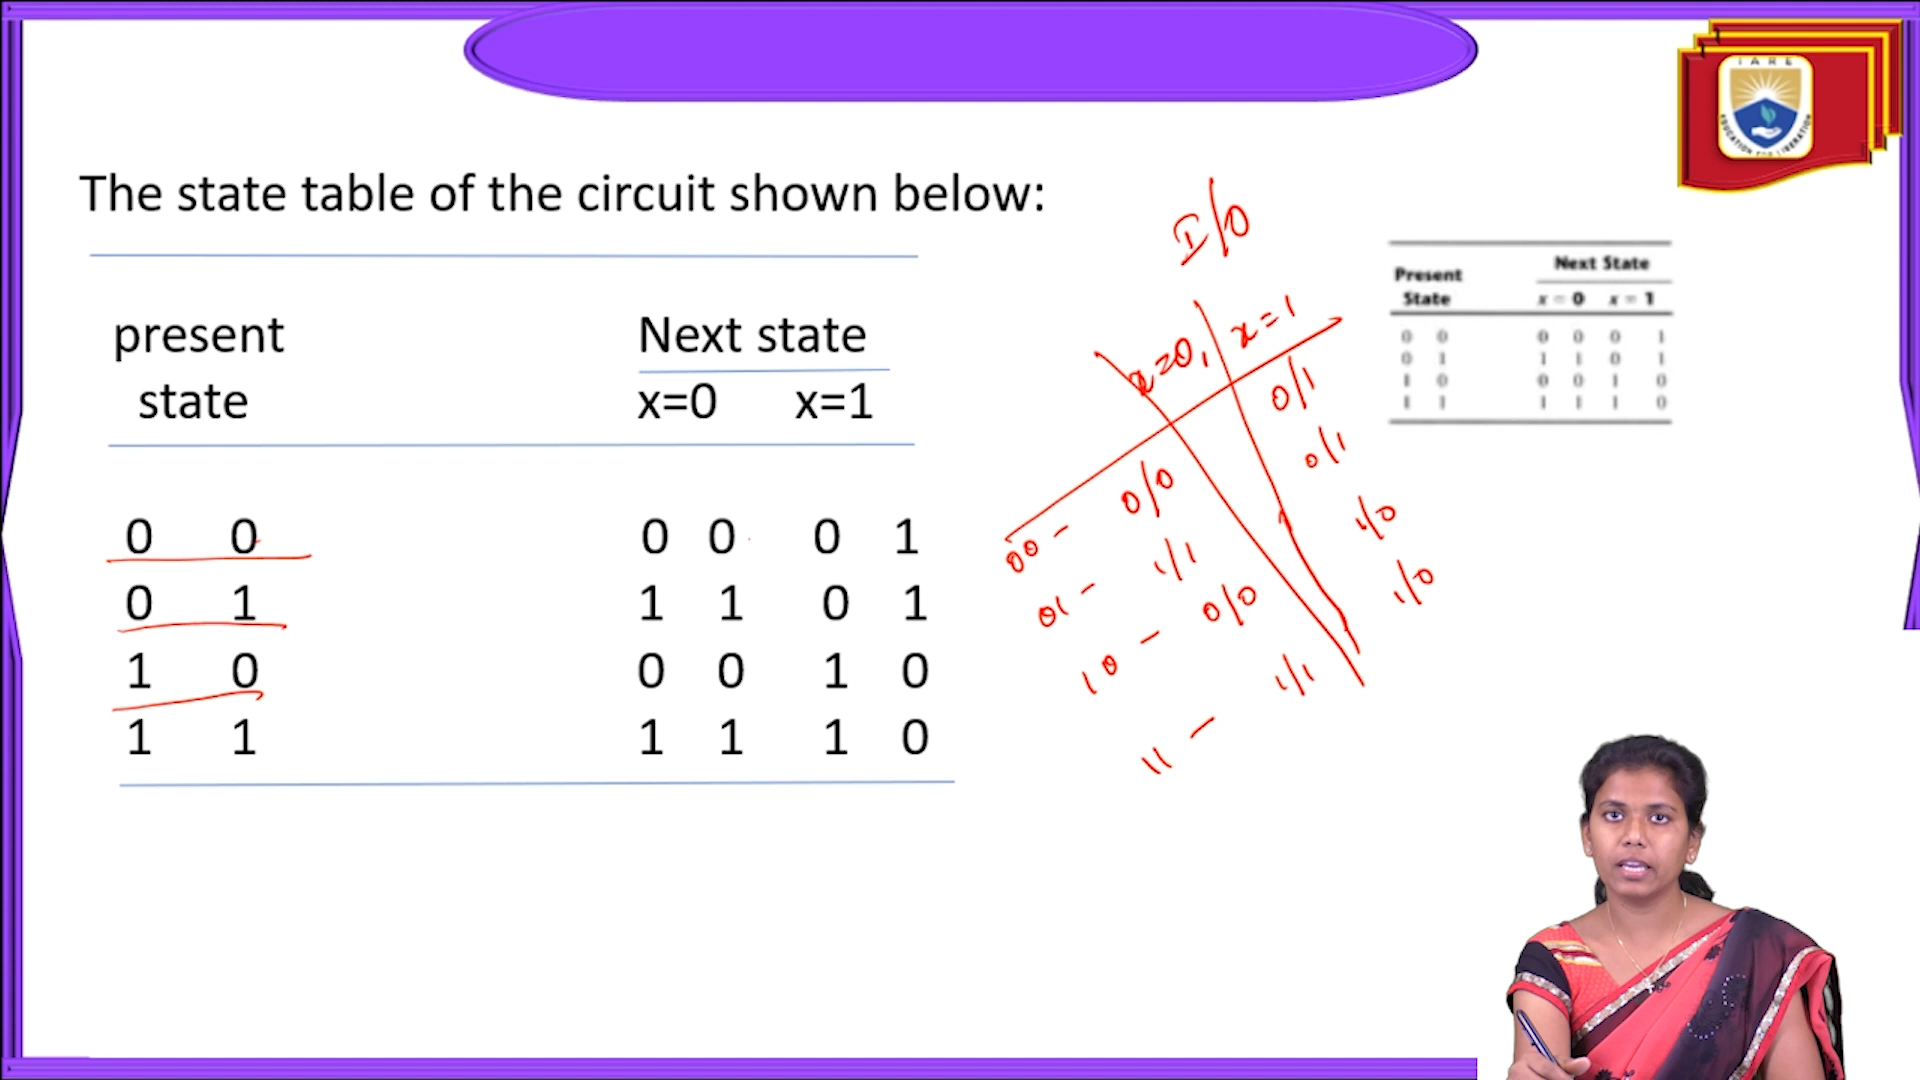 The state table of the circuit shown below:
present
state
Next state
x=0 x=1
0 0 0 0 0 1
0 1 1 1 0 1
1 0 0 0 1 0
1 1 1 1 1 0
I/O
x=0, x=1
00 - 0/0 0/1
01 - 1/1 0/1
10 - 0/0 1/0
11 - 1/1 1/0
Present
State
Next State
x = 0 x = 1
0 0 0 0 0 1
0 1 1 1 0 1
1 0 0 0 1 0
1 1 1 1 1 0
IARE
EDUCATION FOR LIBERATION